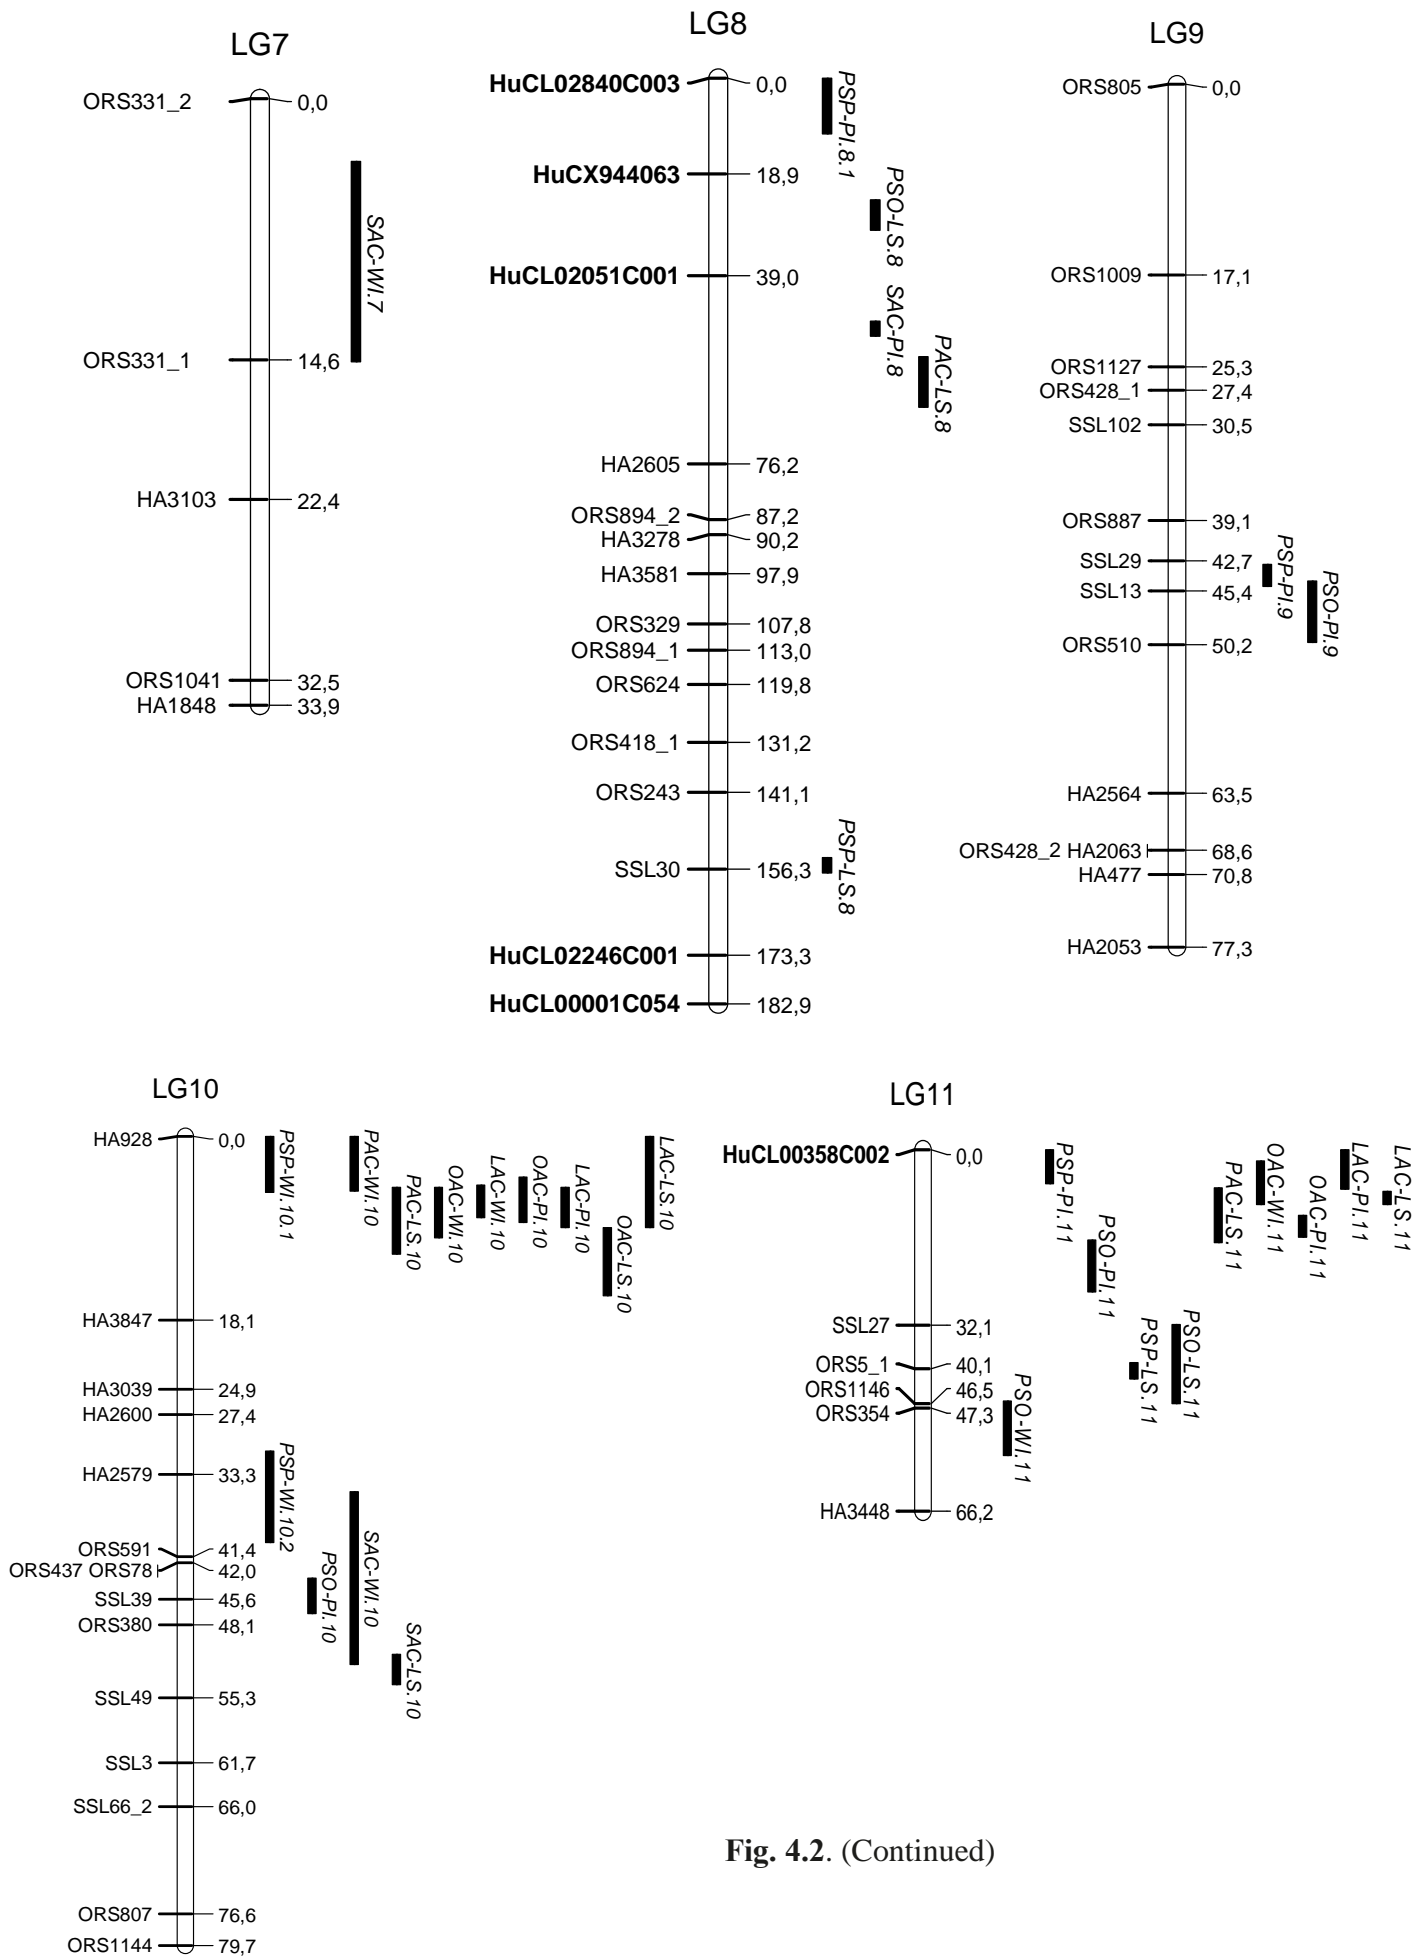 LG7
ORS331_2 0,0
SAC-WI.7
ORS331_1 14,6
HA3103 22,4
ORS1041 32,5
HA1848 33,9
LG8
HuCL02840C003 0,0
PSP-PI.8.1
HuCX944063 18,9
PSO-LS.8
HuCL02051C001 39,0
SAC-PI.8
PAC-LS.8
HA2605 76,2
ORS894_2 87,2
HA3278 90,2
HA3581 97,9
ORS329 107,8
ORS894_1 113,0
ORS624 119,8
ORS418_1 131,2
ORS243 141,1
SSL30 156,3
PSP-LS.8
HuCL02246C001 173,3
HuCL00001C054 182,9
LG9
ORS805 0,0
ORS1009 17,1
ORS1127 25,3
ORS428_1 27,4
SSL102 30,5
ORS887 39,1
SSL29 42,7
PSP-PI.9
SSL13 45,4
PSO-PI.9
ORS510 50,2
HA2564 63,5
ORS428_2 HA2063 68,6
HA477 70,8
HA2053 77,3
LG10
HA928 0,0
PSP-WI.10.1
PAC-WI.10
PAC-LS.10
OAC-WI.10
LAC-WI.10
OAC-PI.10
LAC-PI.10
OAC-LS.10
LAC-LS.10
HA3847 18,1
HA3039 24,9
HA2600 27,4
HA2579 33,3
PSP-WI.10.2
ORS591 41,4
ORS437 ORS78 42,0
PSO-PI.10
SAC-WI.10
SSL39 45,6
ORS380 48,1
SAC-LS.10
SSL49 55,3
SSL3 61,7
SSL66_2 66,0
ORS807 76,6
ORS1144 79,7
LG11
HuCL00358C002 0,0
PSP-PI.11
PSO-PI.11
PSP-LS.11
PSO-LS.11
PAC-LS.11
OAC-WI.11
OAC-PI.11
LAC-PI.11
LAC-LS.11
SSL27 32,1
ORS5_1 40,1
ORS1146 46,5
ORS354 47,3
PSO-WI.11
HA3448 66,2
Fig. 4.2. (Continued)